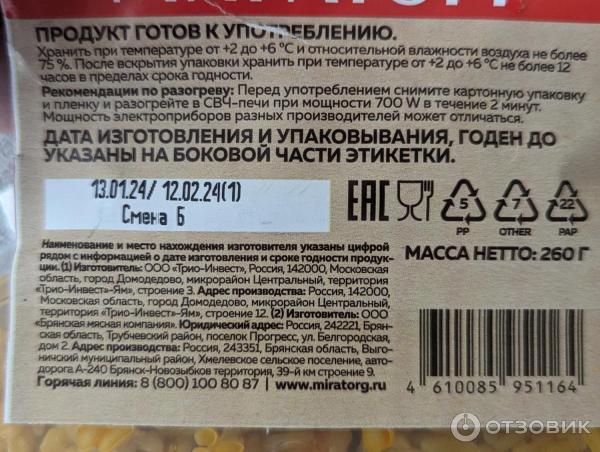 ПРОДУКТ ГОТОВ К УПОТРЕБЛЕНИЮ.
Хранить при температуре от +2 до +6 °С и относительной влажности воздуха не более
75 %. После вскрытия упаковки хранить при температуре от +2 до +6 °С не более 12
часов в пределах срока годности.
Рекомендации по разогреву: Перед употреблением снимите картонную упаковку
и пленку и разогрейте в СВЧ-печи при мощности 700 W в течение 2 минут.
Мощность электроприборов разных производителей может отличаться.
ДАТА ИЗГОТОВЛЕНИЯ И УПАКОВЫВАНИЯ, ГОДЕН ДО
УКАЗАНЫ НА БОКОВОЙ ЧАСТИ ЭТИКЕТКИ.
13.01.24/ 12.02.24(1)
Смена Б
EAC
5
PP
7
OTHER
22
PAP
МАССА НЕТТО: 260 Г
Наименование и место нахождения изготовителя указаны цифрой
рядом с информацией о дате изготовления и сроке годности продук-
ции. (1) Изготовитель: ООО «Трио-Инвест», Россия, 142000, Московская
область, город Домодедово, микрорайон Центральный, территория
«Трио-Инвест-Ям», строение 3. Адрес производства: Россия, 142000,
Московская область, город Домодедово, микрорайон Центральный,
территория «Трио-Инвест-Ям», строение 12. (2) Изготовитель: ООО
«Брянская мясная компания». Юридический адрес: Россия, 242221, Брян-
ская область, Трубчевский район, поселок Прогресс, ул. Белгородская,
дом 2. Адрес производства: Россия, 243351, Брянская область, Выго-
ничский муниципальный район, Хмелевское сельское поселение, авто-
дорога А-240 Брянск-Новозыбков территория, 39-й км строение 9.
Горячая линия: 8 (800) 100 80 87 | www.miratorg.ru
4 610085 951164
ОТЗОВИК